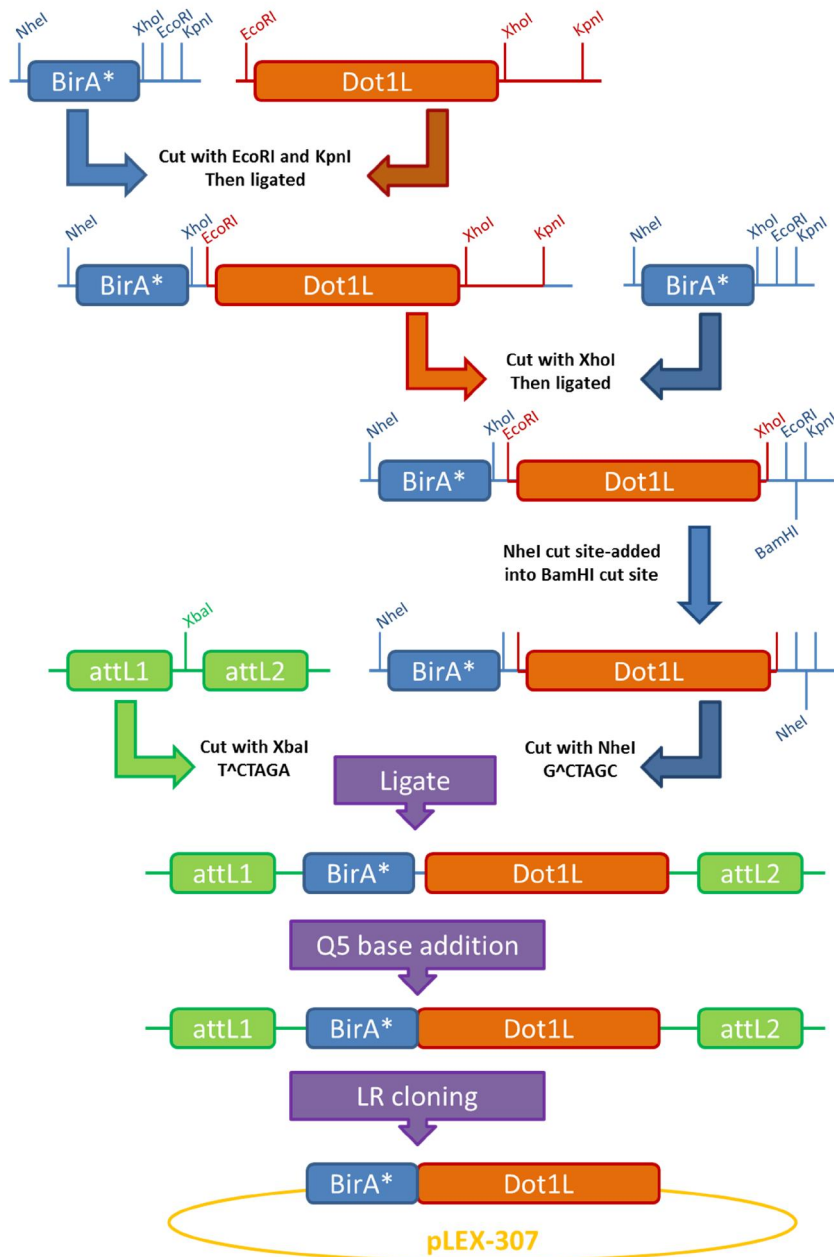 NheI
XhoI
EcoRI
KpnI
EcoRI
XhoI
KpnI
BirA*
Dot1L
Cut with EcoRI and KpnI
Then ligated
NheI
XhoI
EcoRI
XhoI
KpnI
NheI
XhoI
EcoRI
KpnI
BirA*
Dot1L
BirA*
Cut with XhoI
Then ligated
NheI
XhoI
EcoRI
XhoI
EcoRI
KpnI
BirA*
Dot1L
BamHI
NheI cut site-added
into BamHI cut site
XbaI
NheI
attL1
attL2
BirA*
Dot1L
NheI
Cut with XbaI
T^CTAGA
Cut with NheI
G^CTAGC
Ligate
attL1
BirA*
Dot1L
attL2
Q5 base addition
attL1
BirA*
Dot1L
attL2
LR cloning
BirA*
Dot1L
pLEX-307